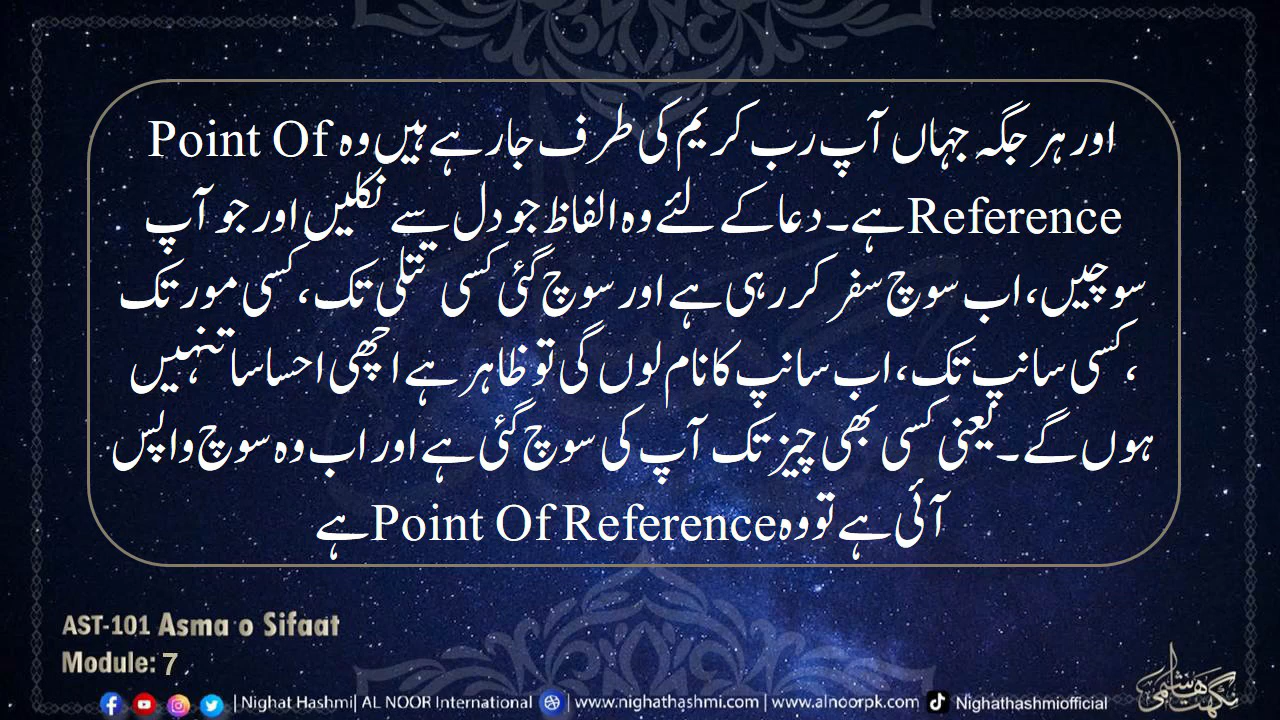 اور ہر جگہ جہاں آپ رب کریم کی طرف جارہے ہیں وہ Point Of
Reference ہے۔ دعا کے لئے وہ الفاظ جو دل سے نکلیں اور جو آپ
سوچیں، اب سوچ سفر کر رہی ہے اور سوچ گئی کسی تتلی تک، کسی مور تک
،کسی سانپ تک، اب سانپ کا نام لوں گی تو ظاہر ہے اچھی احساسات نہیں
ہوں گے۔ یعنی کسی بھی چیز تک آپ کی سوچ گئی ہے اور اب وہ سوچ واپس
آئی ہے تو وہ Point Of Reference ہے
AST-101 Asma o Sifaat
Module: 7
| Nighat Hashmi| AL NOOR International | www.nighathashmi.com | www.alnoorpk.com Nighathashmiofficial
نگہت ہاشمی